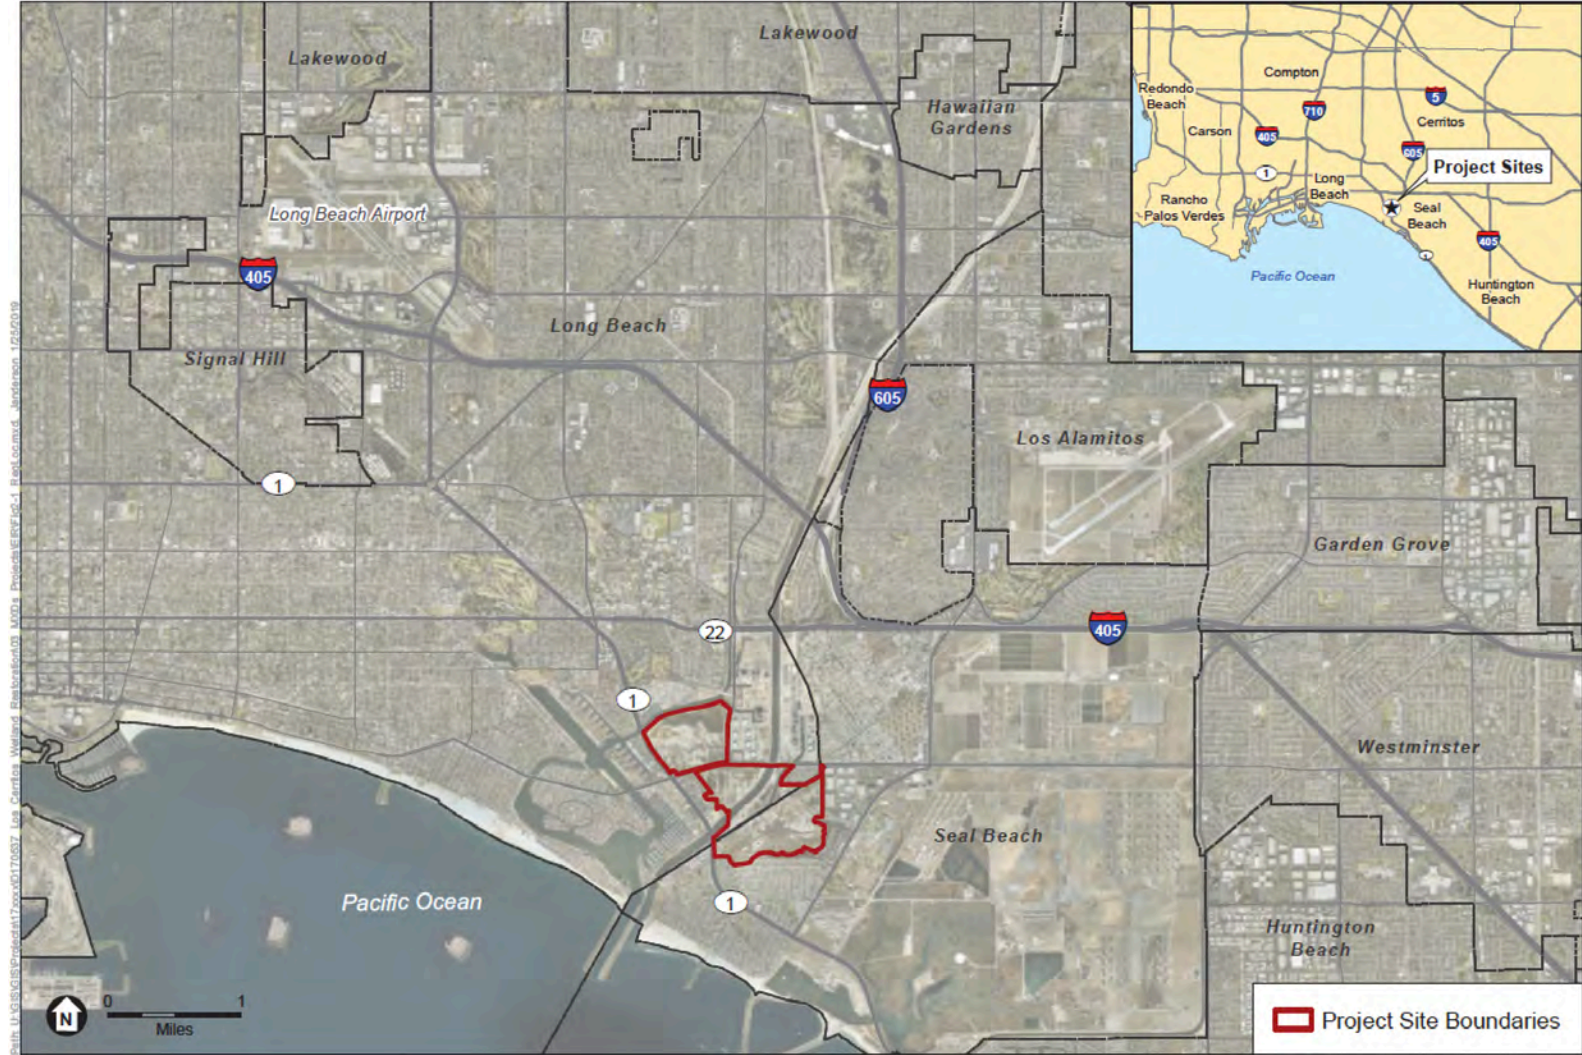 Lakewood
Lakewood
Hawaiian
Gardens
Long Beach Airport
405
Long Beach
Signal Hill
605
Los Alamitos
1
Garden Grove
22
405
1
Westminster
Seal Beach
Pacific Ocean
1
Huntington
Beach
N
0 1
Miles
Project Site Boundaries
Compton
Redondo
Beach
710
5
Carson
405
Cerritos
605
Project Sites
1
Long
Beach
Rancho
Palos Verdes
Seal
Beach
405
1
Pacific Ocean
Huntington
Beach